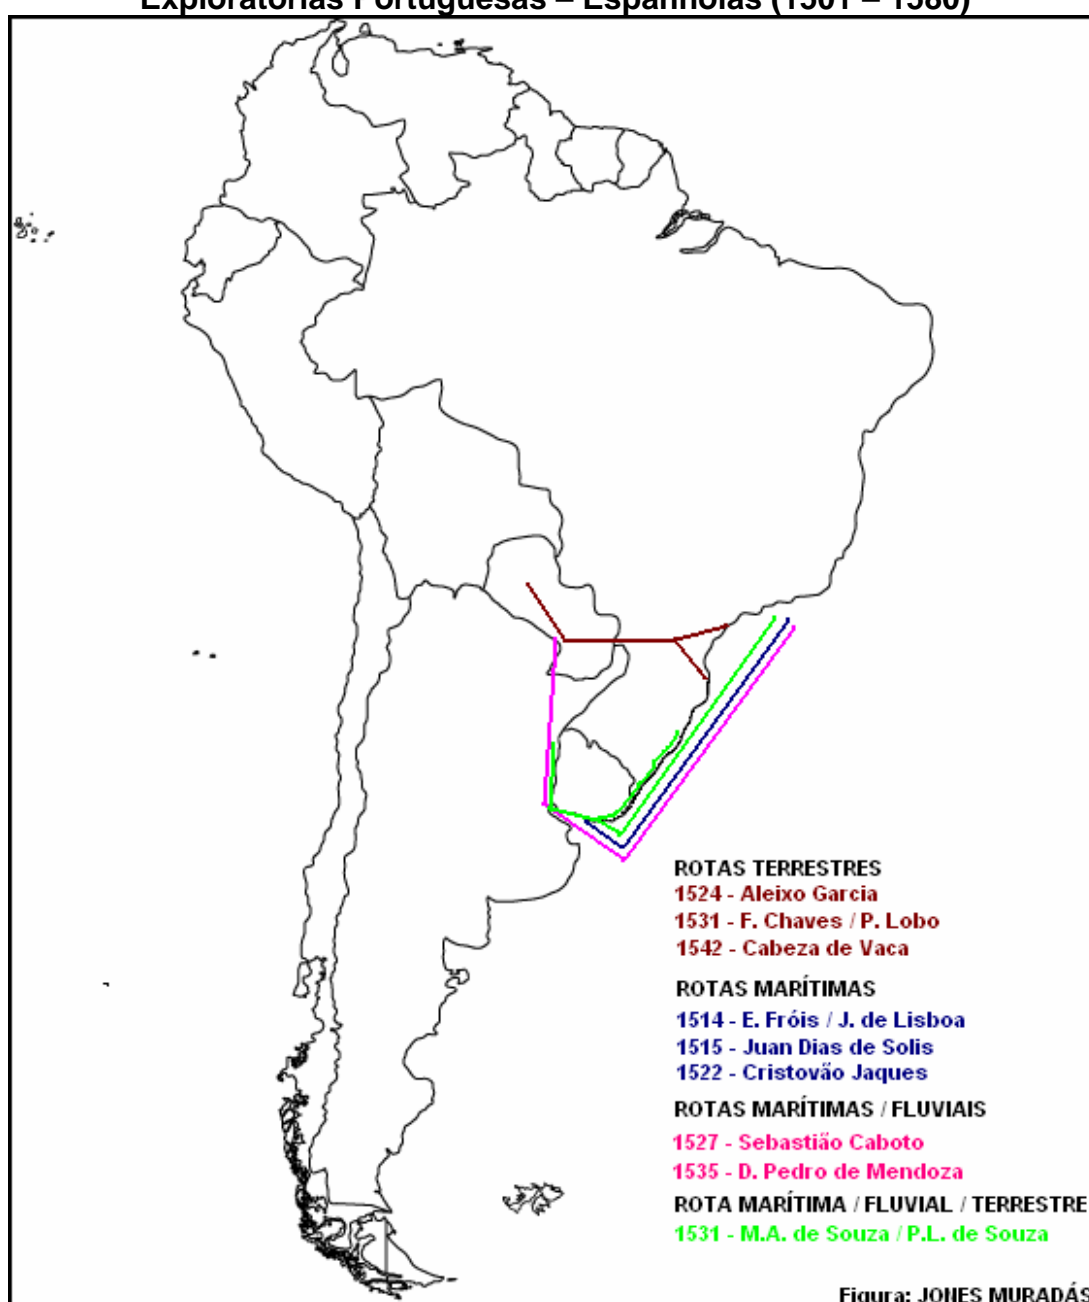 Exploratórias Portuguesas – Espanholas (1501 – 1580)
ROTAS TERRESTRES
1524 - Aleixo Garcia
1531 - F. Chaves / P. Lobo
1542 - Cabeza de Vaca
ROTAS MARÍTIMAS
1514 - E. Fróis / J. de Lisboa
1515 - Juan Dias de Solis
1522 - Cristovão Jaques
ROTAS MARÍTIMAS / FLUVIAIS
1527 - Sebastião Caboto
1535 - D. Pedro de Mendoza
ROTA MARÍTIMA / FLUVIAL / TERRESTRE
1531 - M.A. de Souza / P.L. de Souza
Figura: JONES MURADÁS